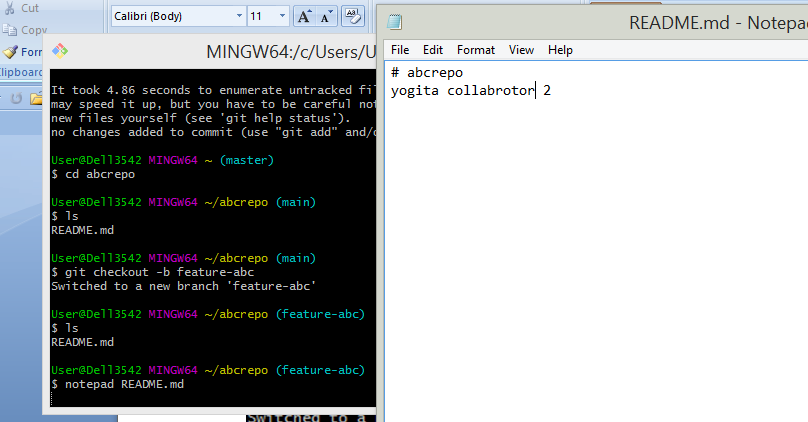 Cut
Copy
Calibri (Body)
11
A
A
Aa
lipboard
MINGW64:/c/Users/U
It took 4.86 seconds to enumerate untracked fil
may speed it up, but you have to be careful not
new files yourself (see 'git help status').
no changes added to commit (use "git add" and/o
User@Dell3542 MINGW64 ~ (master)
$ cd abcrepo
User@Dell3542 MINGW64 ~/abcrepo (main)
$ ls
README.md
User@Dell3542 MINGW64 ~/abcrepo (main)
$ git checkout -b feature-abc
Switched to a new branch 'feature-abc'
User@Dell3542 MINGW64 ~/abcrepo (feature-abc)
$ ls
README.md
User@Dell3542 MINGW64 ~/abcrepo (feature-abc)
$ notepad README.md
Switched to a
README.md - Notepad
File Edit Format View Help
# abcrepo
yogita collabrotor 2